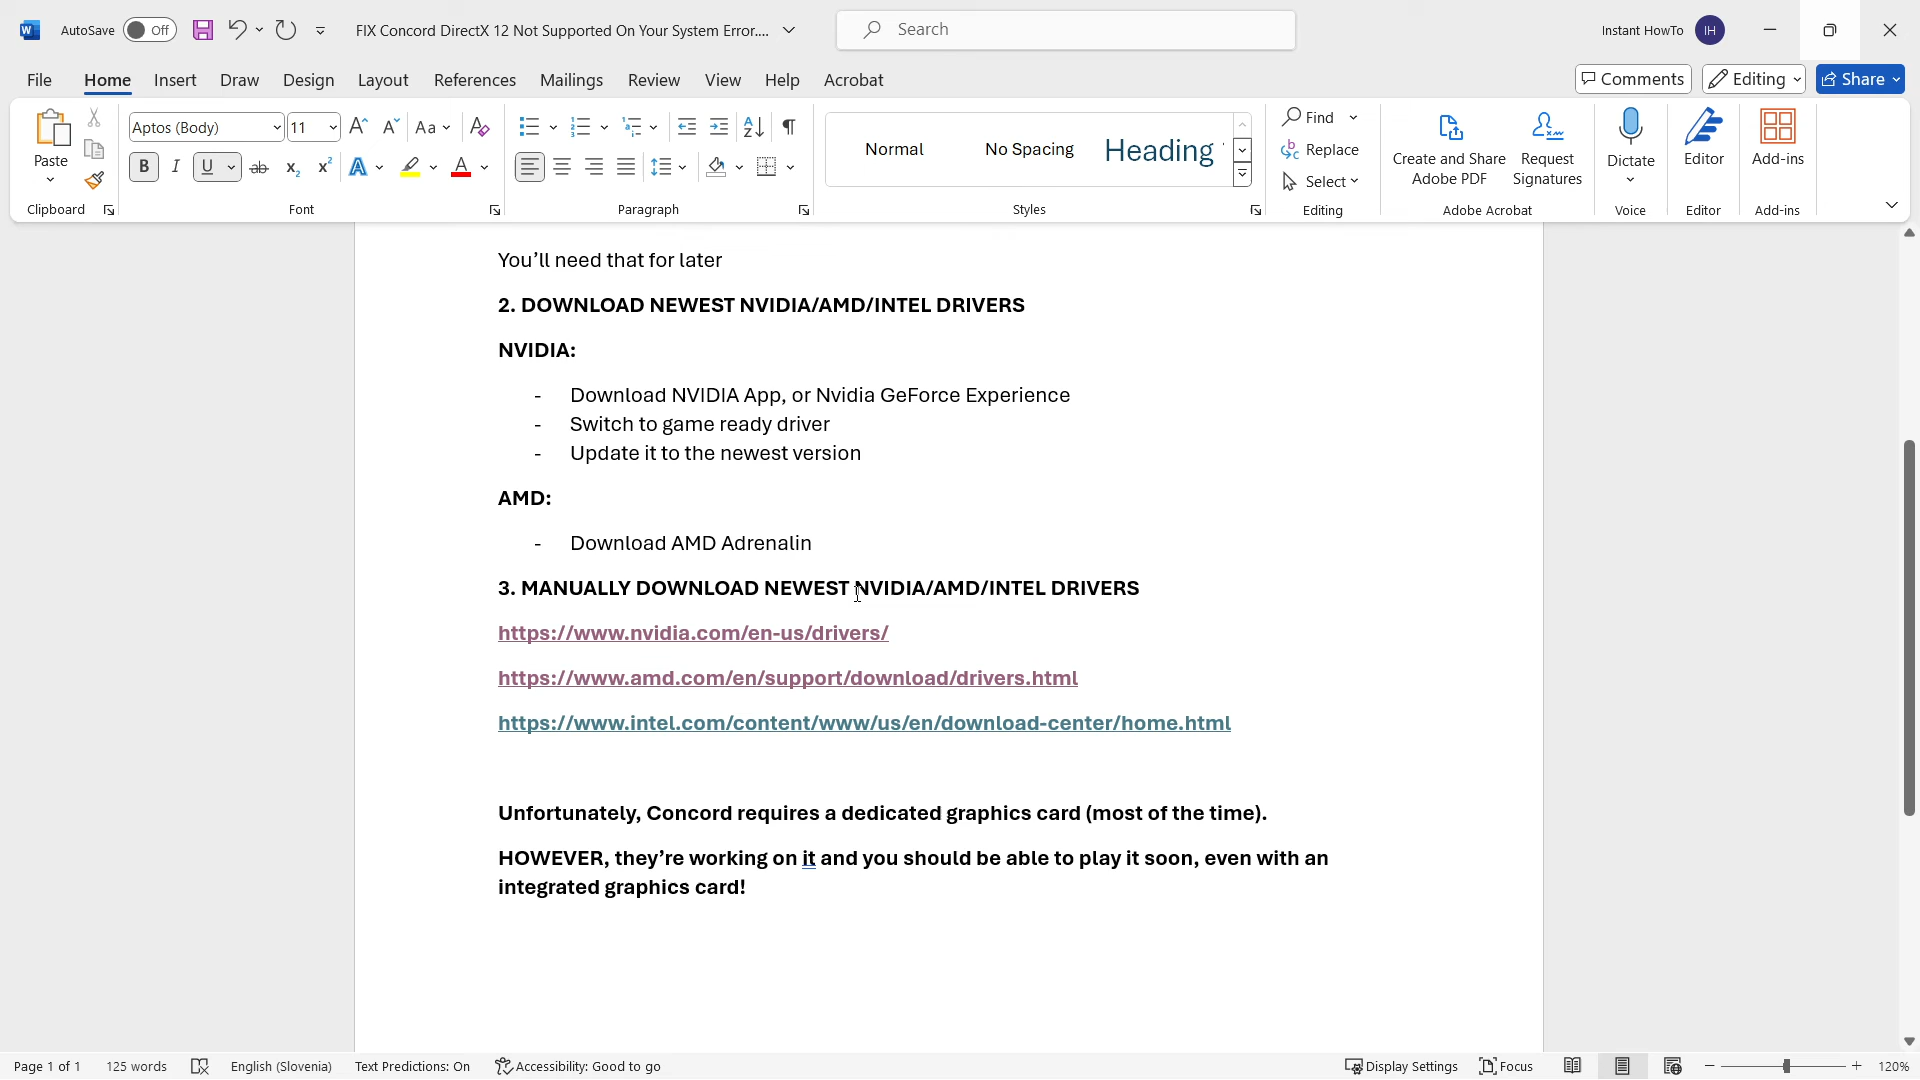 AutoSave Off FIX Concord DirectX 12 Not Supported On Your System Error.... Search Instant HowTo IH
File Home Insert Draw Design Layout References Mailings Review View Help Acrobat Comments Editing Share
Paste
Clipboard
Aptos (Body) 11
Aa
B I U ab x₂ x² A A
Font
Paragraph
Normal No Spacing Heading
Styles
Find
Replace
Select
Editing
Create and Share
Adobe PDF
Request
Signatures
Adobe Acrobat
Dictate
Voice
Editor
Editor
Add-ins
Add-ins
You’ll need that for later
2. DOWNLOAD NEWEST NVIDIA/AMD/INTEL DRIVERS
NVIDIA:
- Download NVIDIA App, or Nvidia GeForce Experience
- Switch to game ready driver
- Update it to the newest version
AMD:
- Download AMD Adrenalin
3. MANUALLY DOWNLOAD NEWEST NVIDIA/AMD/INTEL DRIVERS
https://www.nvidia.com/en-us/drivers/
https://www.amd.com/en/support/download/drivers.html
https://www.intel.com/content/www/us/en/download-center/home.html
Unfortunately, Concord requires a dedicated graphics card (most of the time).
HOWEVER, they’re working on it and you should be able to play it soon, even with an
integrated graphics card!
Page 1 of 1 125 words English (Slovenia) Text Predictions: On Accessibility: Good to go Display Settings Focus 120%